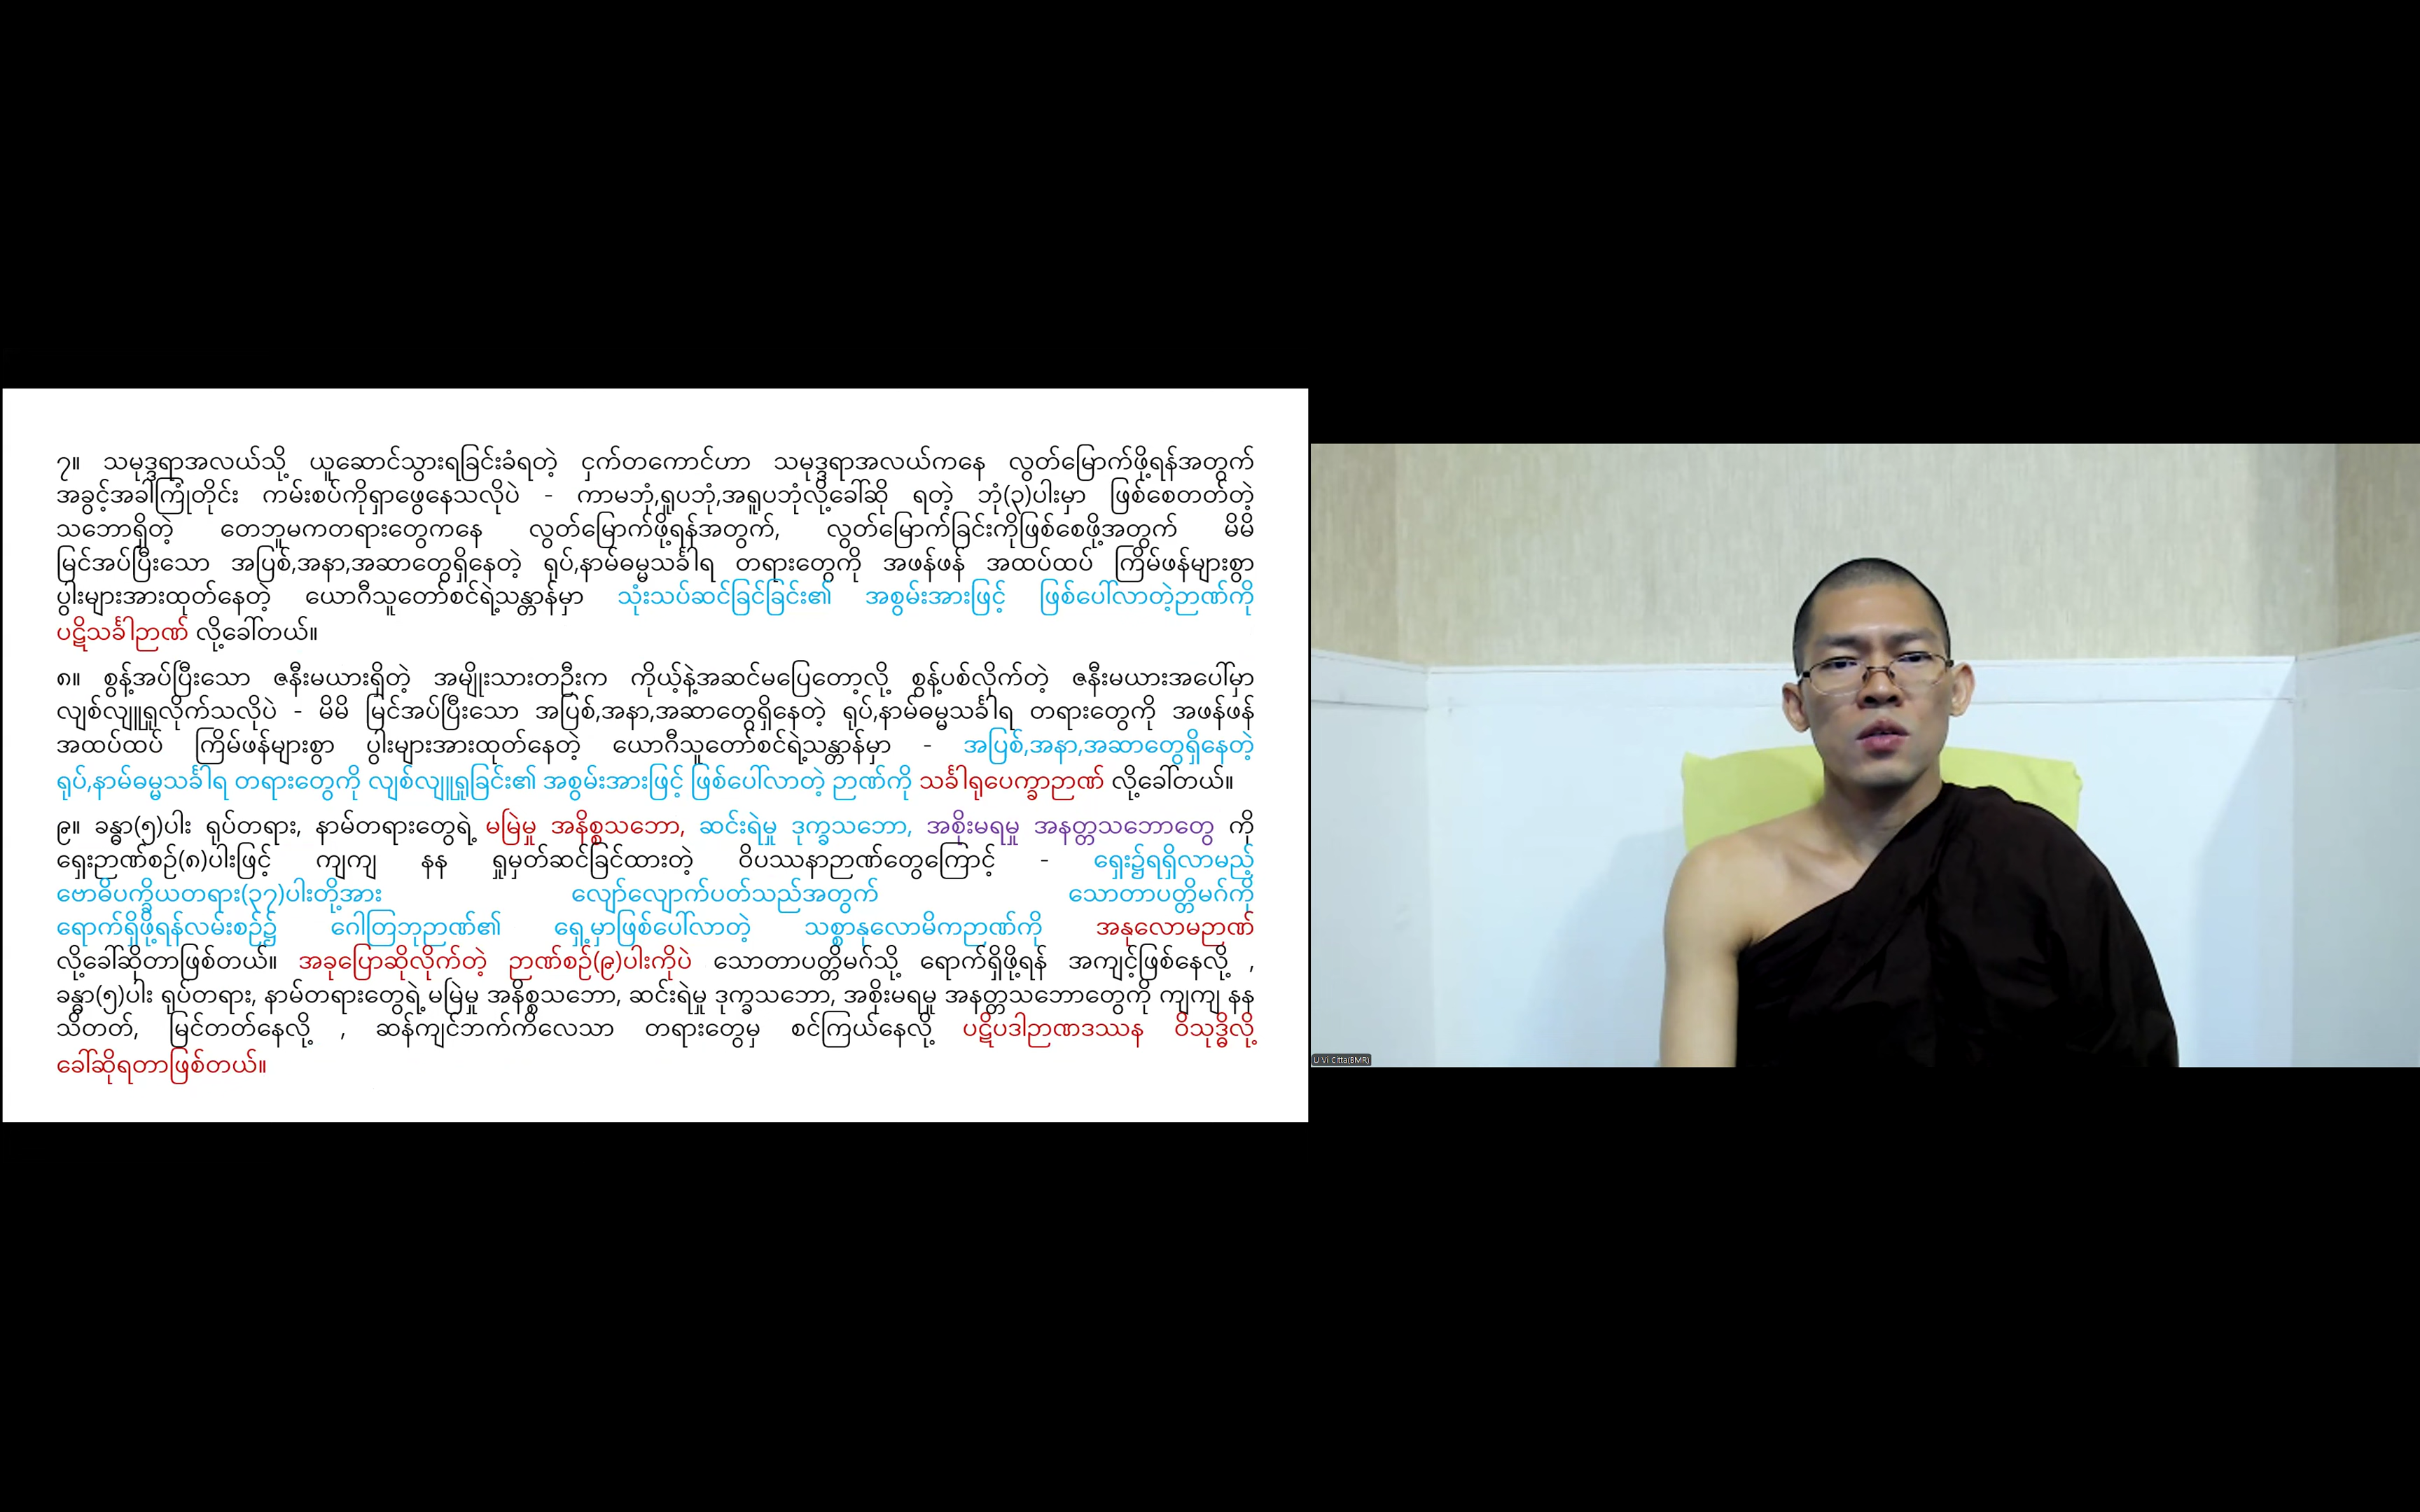 ၇။ သမုဒ္ဒရာအလယ်သို့ ယူဆောင်သွားရခြင်းခံရတဲ့ ငှက်တကောင်ဟာ သမုဒ္ဒရာအလယ်ကနေ လွတ်မြောက်ဖို့ရန်အတွက်
အခွင့်အခါကြုံတိုင်း ကမ်းစပ်ကိုရှာဖွေနေသလိုပဲ - ကာမဘုံ,ရူပဘုံ,အရူပဘုံလို့ခေါ်ဆို ရတဲ့ ဘုံ(၃)ပါးမှာ ဖြစ်စေတတ်တဲ့
သဘောရှိတဲ့ တေဘူမကတရားတွေကနေ လွတ်မြောက်ဖို့ရန်အတွက်, လွတ်မြောက်ခြင်းကိုဖြစ်စေဖို့အတွက် မိမိ
မြင်အပ်ပြီးသော အပြစ်,အနာ,အဆာတွေရှိနေတဲ့ ရုပ်,နာမ်ဓမ္မသင်္ခါရ တရားတွေကို အဖန်ဖန် အထပ်ထပ် ကြိမ်ဖန်များစွာ
ပွါးများအားထုတ်နေတဲ့ ယောဂီသူတော်စင်ရဲ့သန္တာန်မှာ သုံးသပ်ဆင်ခြင်ခြင်း၏ အစွမ်းအားဖြင့် ဖြစ်ပေါ်လာတဲ့ဉာဏ်ကို
ပဋိသင်္ခါဉာဏ် လို့ခေါ်တယ်။
၈။ စွန့်အပ်ပြီးသော ဇနီးမယားရှိတဲ့ အမျိုးသားတဦးက ကိုယ့်နဲ့အဆင်မပြေတော့လို့ စွန့်ပစ်လိုက်တဲ့ ဇနီးမယားအပေါ်မှာ
လျစ်လျူရှုလိုက်သလိုပဲ - မိမိ မြင်အပ်ပြီးသော အပြစ်,အနာ,အဆာတွေရှိနေတဲ့ ရုပ်,နာမ်ဓမ္မသင်္ခါရ တရားတွေကို အဖန်ဖန်
အထပ်ထပ် ကြိမ်ဖန်များစွာ ပွါးများအားထုတ်နေတဲ့ ယောဂီသူတော်စင်ရဲ့သန္တာန်မှာ - အပြစ်,အနာ,အဆာတွေရှိနေတဲ့
ရုပ်,နာမ်ဓမ္မသင်္ခါရ တရားတွေကို လျစ်လျူရှုခြင်း၏ အစွမ်းအားဖြင့် ဖြစ်ပေါ်လာတဲ့ ဉာဏ်ကို သင်္ခါရုပေက္ခာဉာဏ် လို့ခေါ်တယ်။
၉။ ခန္ဓာ(၅)ပါး ရုပ်တရား, နာမ်တရားတွေရဲ့ မမြဲမှု အနိစ္စသဘော, ဆင်းရဲမှု ဒုက္ခသဘော, အစိုးမရမှု အနတ္တသဘောတွေ ကို
ရှေးဉာဏ်စဉ်(၈)ပါးဖြင့် ကျကျ နန ရှုမှတ်ဆင်ခြင်ထားတဲ့ ဝိပဿနာဉာဏ်တွေကြောင့် - ရှေး၌ရရှိလာမည့်
ဗောဓိပက္ခိယတရား(၃၇)ပါးတို့အား လျော်လျောက်ပတ်သည်အတွက် သောတာပတ္တိမဂ်ကို
ရောက်ရှိဖို့ရန်လမ်းစဉ်၌ ဂေါတြဘုဉာဏ်၏ ရှေ့မှာဖြစ်ပေါ်လာတဲ့ သစ္စာနုလောမိကဉာဏ်ကို အနုလောမဉာဏ်
လို့ခေါ်ဆိုတာဖြစ်တယ်။ အခုပြောဆိုလိုက်တဲ့ ဉာဏ်စဉ်(၉)ပါးကိုပဲ သောတာပတ္တိမဂ်သို့ ရောက်ရှိဖို့ရန် အကျင့်ဖြစ်နေလို့ ,
ခန္ဓာ(၅)ပါး ရုပ်တရား, နာမ်တရားတွေရဲ့ မမြဲမှု အနိစ္စသဘော, ဆင်းရဲမှု ဒုက္ခသဘော, အစိုးမရမှု အနတ္တသဘောတွေကို ကျကျ နန
သိတတ်, မြင်တတ်နေလို့ , ဆန်ကျင်ဘက်ကိလေသာ တရားတွေမှ စင်ကြယ်နေလို့ ပဋိပဒါဉာဏဒဿန ဝိသုဒ္ဓိလို့
ခေါ်ဆိုရတာဖြစ်တယ်။
U Vi Citta(BMR)